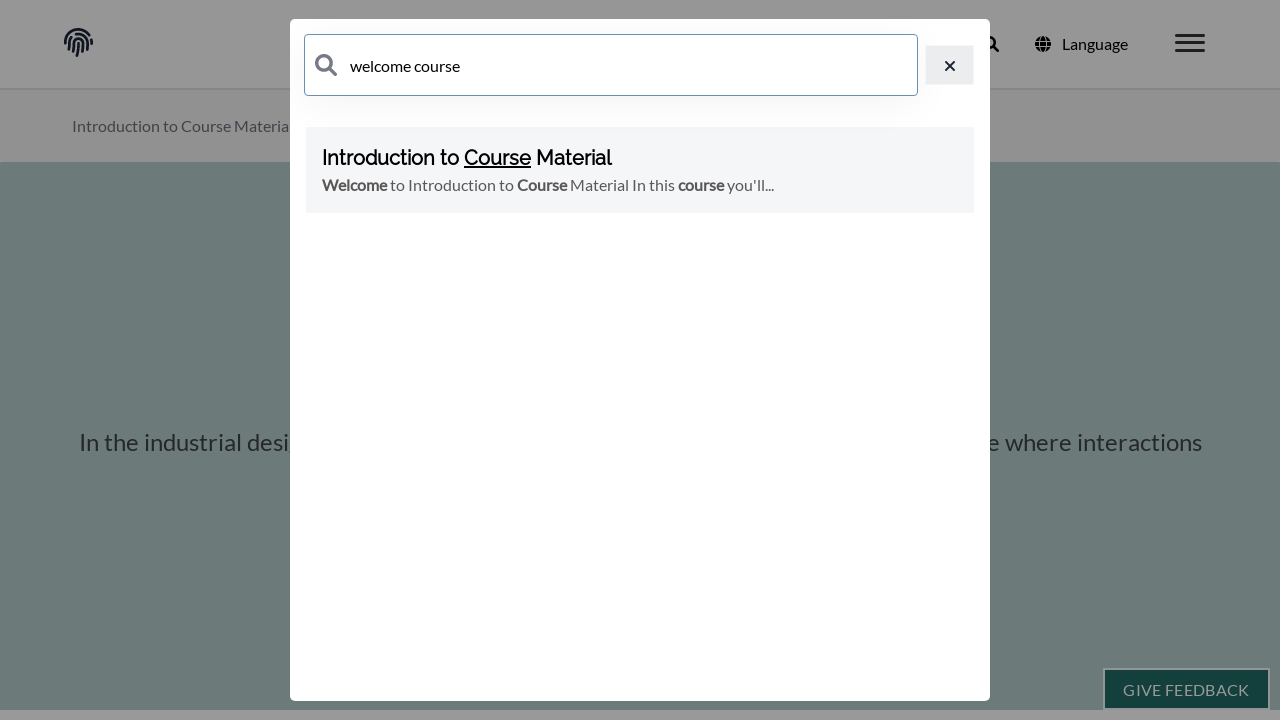 welcome course
Language
Introduction to Course Materia
Introduction to Course Material
Welcome to Introduction to Course Material In this course you'll...
In the industrial desi
e where interactions
GIVE FEEDBACK